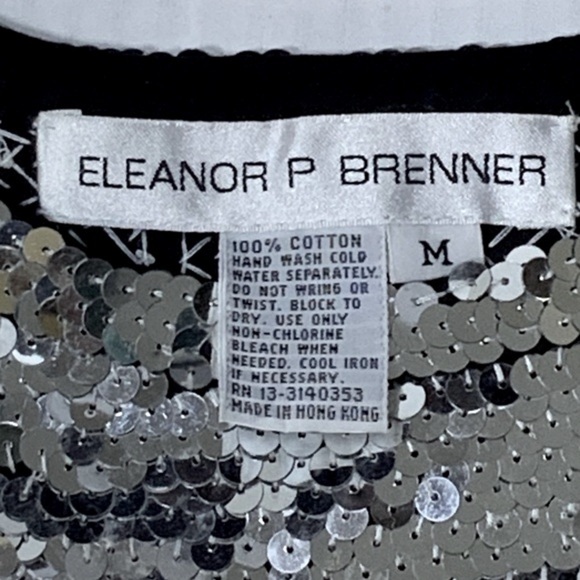 ELEANOR P BRENNER
M
100% COTTON
HAND WASH COLD
WATER SEPARATELY.
DO NOT WRING OR
TWIST. BLOCK TO
DRY. USE ONLY
NON-CHLORINE
BLEACH WHEN
NEEDED. COOL IRON
IF NECESSARY.
RN 13-3140353
MADE IN HONG KONG